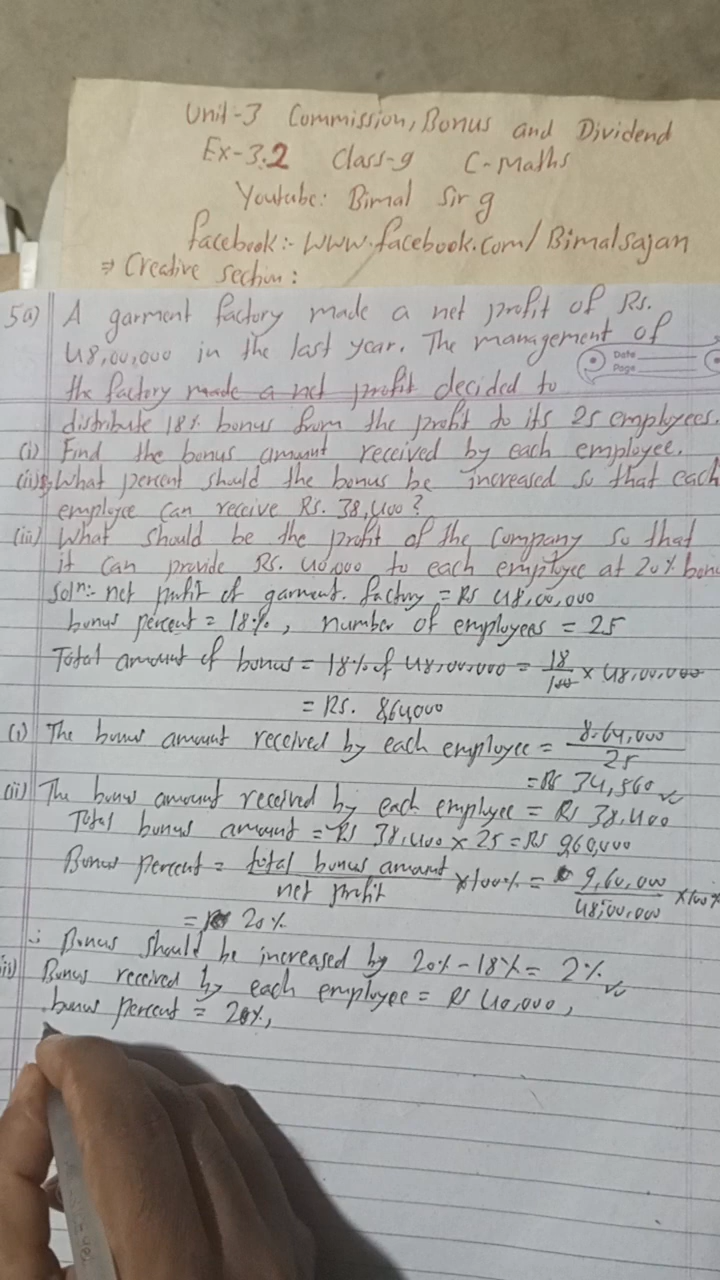 Unit-3 Commission, Bonus and Dividend
Ex-3.2 Class-9 C-Maths
Youtube: Bimal Sir g
facebook:- www.facebook.com/Bimalsajan
⇒ Creative section:
5a) A garment factory made a net profit of Rs.
48,00,000 in the last year. The management of
Date
Page
the factory made a net profit decided to
distribute 18% bonus from the profit to its 25 employees.
(i) Find the bonus amount received by each employee.
(ii) What percent should the bonus be increased so that each
employee can receive Rs. 38,400?
(iii) What should be the profit of the company so that
it can provide Rs. 40,000 to each employee at 20% bonu
Soln:- net profit of garment factory = Rs 48,00,000
bonus percent = 18%, number of employees = 25
Total amount of bonus = 18% of 48,00,000 = 18/100 × 48,00,000
= Rs. 864000
(i) The bonus amount received by each employee = 8,64,000/25
= Rs 34,560
(ii) The bonus amount received by each employee = Rs 38,400
Total bonus amount = Rs 38,400 × 25 = Rs 960,000
Bonus percent = total bonus amount/net profit × 100% = 9,60,000/48,00,000 × 100%
= 20%
∴ Bonus should be increased by 20% - 18% = 2%
iii) Bonus received by each employee = Rs 40,000,
bonus percent = 20%,